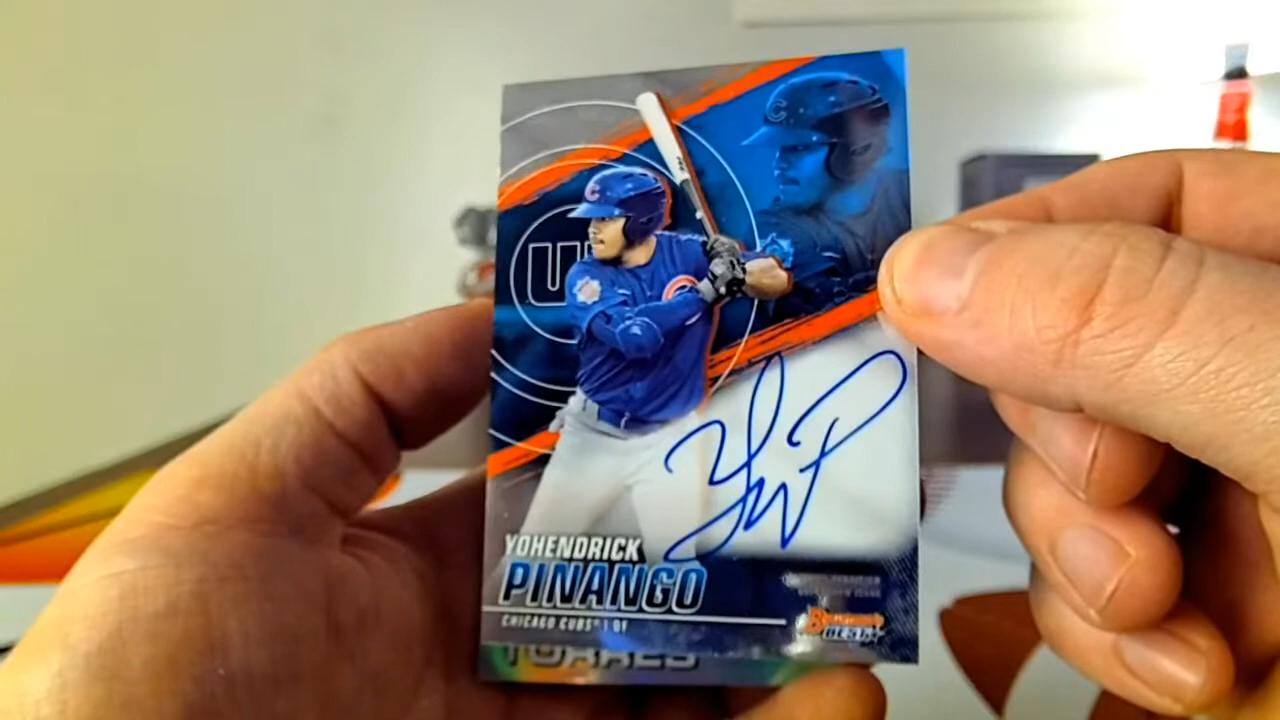 YOHENDRICK
PINANGO
CHICAGO CUBS | OF
BOWMAN'S
BEST
TORRES